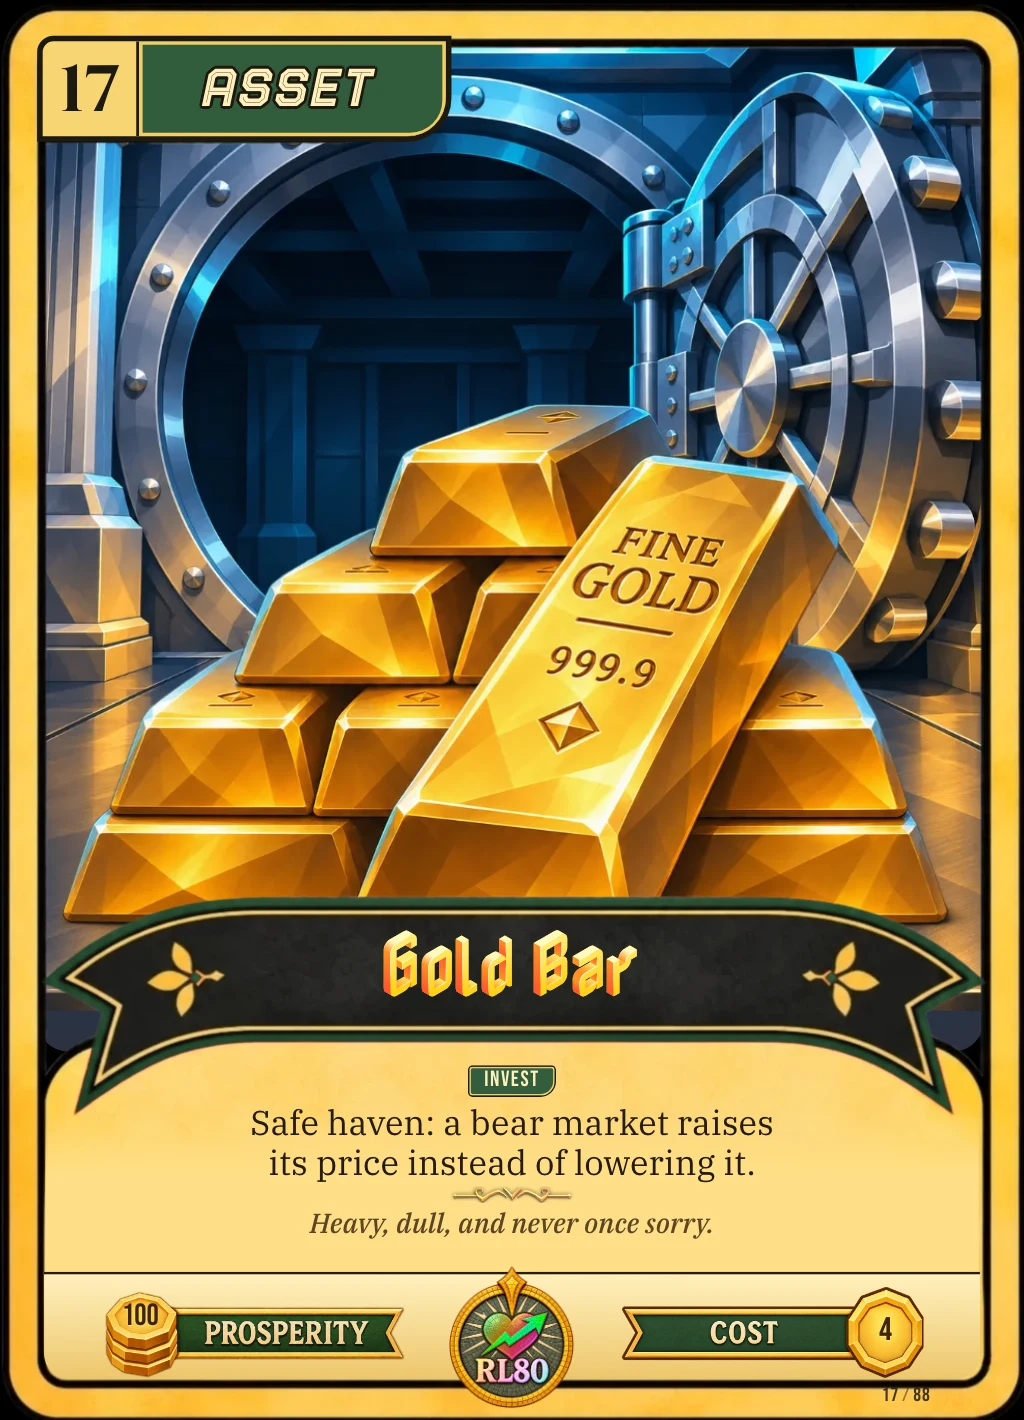 17
ASSET
FINE
GOLD
999.9
Gold Bar
INVEST
Safe haven: a bear market raises
its price instead of lowering it.
Heavy, dull, and never once sorry.
100
PROSPERITY
RL80
COST
4
17 / 88